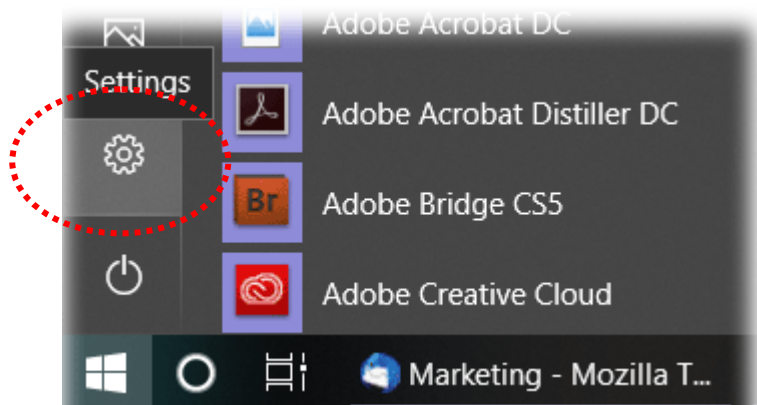 Adobe Acrobat DC
Settings
Adobe Acrobat Distiller DC
Br
Adobe Bridge CS5
Adobe Creative Cloud
Marketing - Mozilla T...